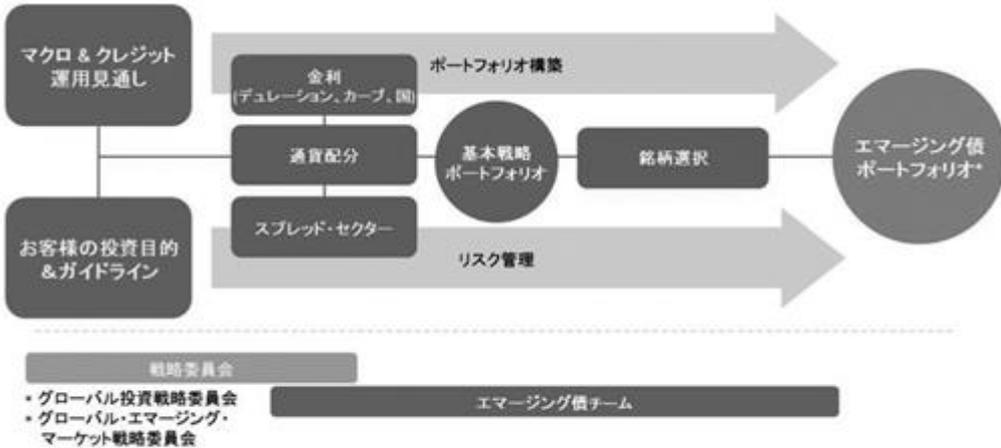 マクロ & クレジット
運用見通し
ポートフォリオ構築
金利
(デュレーション、カーブ、国)
通貨配分
基本戦略
ポートフォリオ
銘柄選択
エマージング債
ポートフォリオ*
スプレッド・セクター
お客様の投資目的
&ガイドライン
リスク管理
戦略委員会
* グローバル投資戦略委員会
* グローバル・エマージング・
マーケット戦略委員会
エマージング債チーム